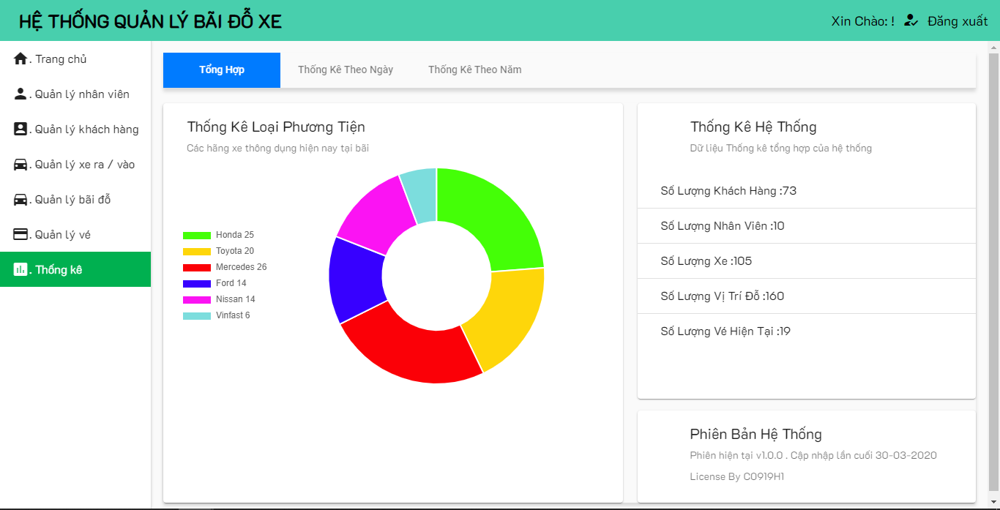 HỆ THỐNG QUẢN LÝ BÃI ĐỖ XE
Xin Chào: ! Đăng xuất
. Trang chủ
. Quản lý nhân viên
. Quản lý khách hàng
. Quản lý xe ra / vào
. Quản lý bãi đỗ
. Quản lý vé
. Thống kê
Tổng Hợp
Thống Kê Theo Ngày
Thống Kê Theo Năm
Thống Kê Loại Phương Tiện
Các hãng xe thông dụng hiện nay tại bãi
Honda 25
Toyota 20
Mercedes 26
Ford 14
Nissan 14
Vinfast 6
Thống Kê Hệ Thống
Dữ liệu Thống kê tổng hợp của hệ thống
Số Lượng Khách Hàng :73
Số Lượng Nhân Viên :10
Số Lượng Xe :105
Số Lượng Vị Trí Đỗ :160
Số Lượng Vé Hiện Tại :19
Phiên Bản Hệ Thống
Phiên hiện tại v1.0.0 . Cập nhập lần cuối 30-03-2020
License By C0919H1